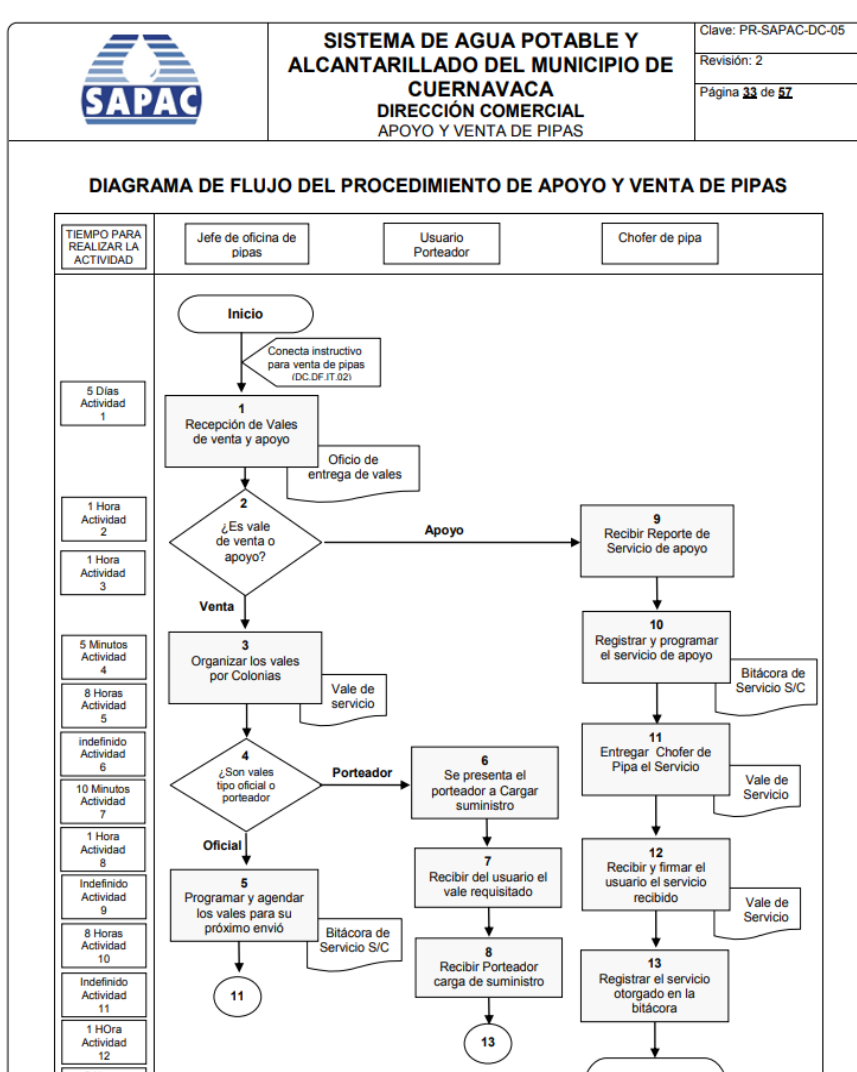 SAPAC
SISTEMA DE AGUA POTABLE Y
ALCANTARILLADO DEL MUNICIPIO DE
CUERNAVACA
DIRECCIÓN COMERCIAL
APOYO Y VENTA DE PIPAS
Clave: PR-SAPAC-DC-05
Revisión: 2
Página 33 de 57
DIAGRAMA DE FLUJO DEL PROCEDIMIENTO DE APOYO Y VENTA DE PIPAS
TIEMPO PARA
REALIZAR LA
ACTIVIDAD
Jefe de oficina de
pipas
Usuario
Porteador
Chofer de pipa
Inicio
Conecta instructivo
para venta de pipas
(DC.DF.IT.02)
5 Días
Actividad
1
1
Recepción de Vales
de venta y apoyo
Oficio de
entrega de vales
1 Hora
Actividad
2
2
¿Es vale
de venta o
apoyo?
Apoyo
9
Recibir Reporte de
Servicio de apoyo
1 Hora
Actividad
3
Venta
5 Minutos
Actividad
4
3
Organizar los vales
por Colonias
Vale de
servicio
10
Registrar y programar
el servicio de apoyo
Bitácora de
Servicio S/C
8 Horas
Actividad
5
indefinido
Actividad
6
4
¿Son vales
tipo oficial o
porteador
Porteador
6
Se presenta el
porteador a Cargar
suministro
11
Entregar Chofer de
Pipa el Servicio
Vale de
Servicio
10 Minutos
Actividad
7
1 Hora
Actividad
8
Oficial
7
Recibir del usuario el
vale requisitado
12
Recibir y firmar el
usuario el servicio
recibido
Vale de
Servicio
Indefinido
Actividad
9
5
Programar y agendar
los vales para su
próximo envió
Bitácora de
Servicio S/C
8 Horas
Actividad
10
8
Recibir Porteador
carga de suministro
13
Registrar el servicio
otorgado en la
bitácora
Indefinido
Actividad
11
11
1 HOra
Actividad
12
13